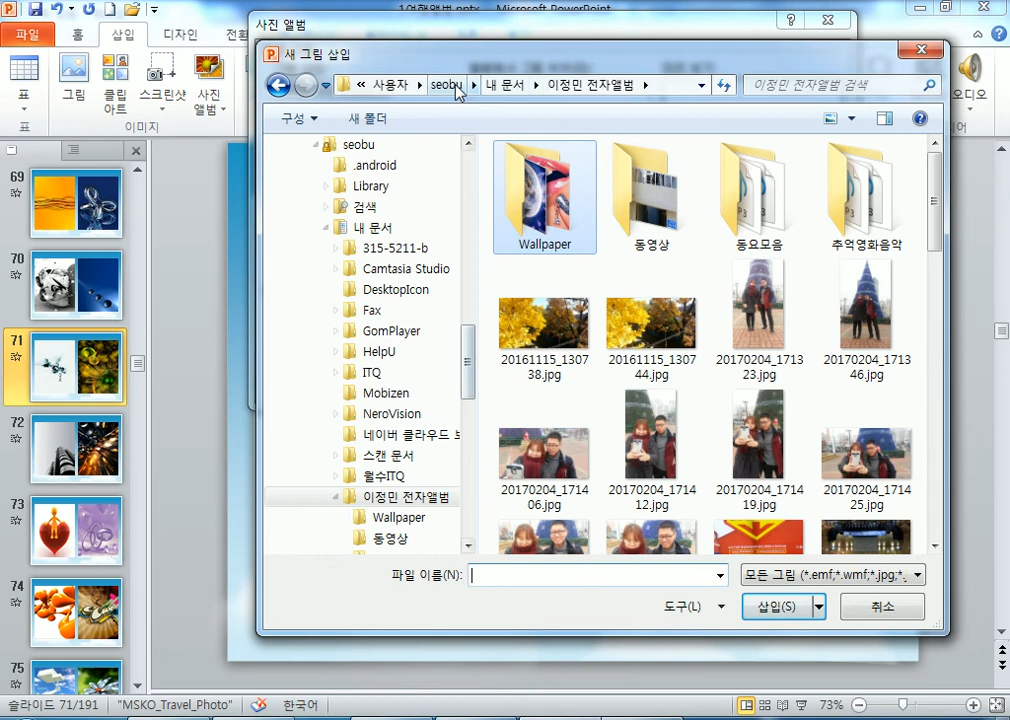 1여행앨범.pptx - Microsoft PowerPoint
파일
홈
삽입
디자인
전환
표
그림
클립
아트
스크린샷
사진
앨범
표
이미지
사진 앨범
새 그림 삽입
« 사용자 seobu 내 문서 이정민 전자앨범
이정민 전자앨범 검색
구성
새 폴더
seobu
.android
Library
검색
내 문서
315-5211-b
Camtasia Studio
DesktopIcon
Fax
GomPlayer
HelpU
ITQ
Mobizen
NeroVision
네이버 클라우드
스캔 문서
월수ITQ
이정민 전자앨범
Wallpaper
동영상
Wallpaper
동영상
동요모음
추억영화음악
20161115_130738.jpg
20161115_130744.jpg
20170204_171323.jpg
20170204_171346.jpg
20170204_171406.jpg
20170204_171412.jpg
20170204_171419.jpg
20170204_171425.jpg
파일 이름(N):
모든 그림 (*.emf;*.wmf;*.jpg;*.
도구(L)
삽입(S)
취소
오디오
69
70
71
72
73
74
75
슬라이드 71/191
"MSKO_Travel_Photo"
한국어
73%